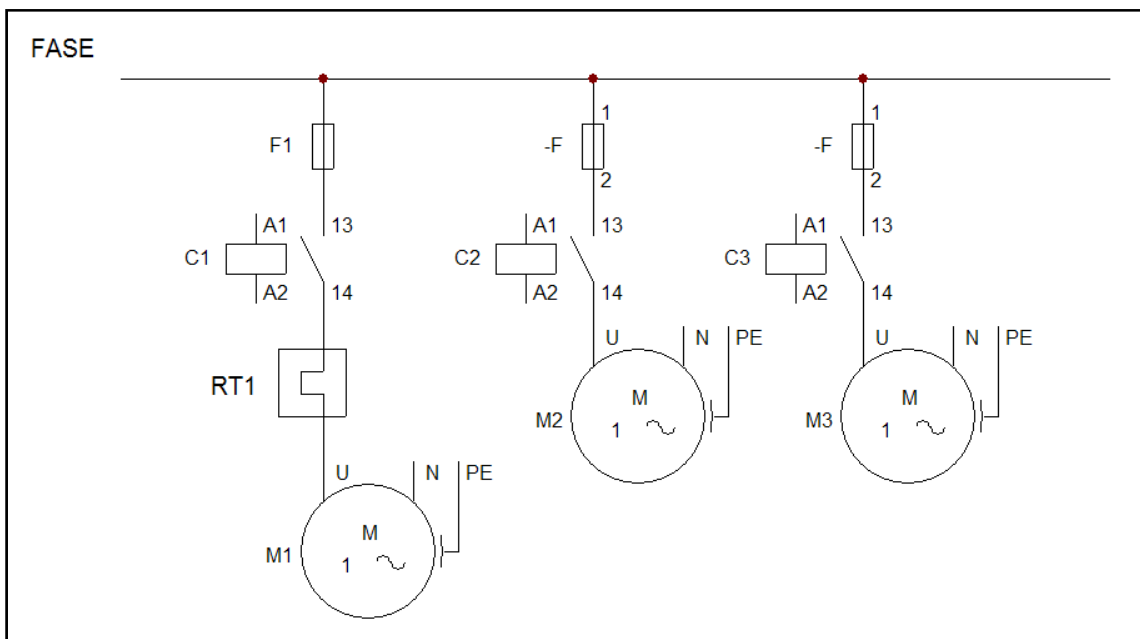 FASE
1 1
F1 -F -F
2 2
A1 13 A1 13 A1 13
C1 C2 C3
A2 14 A2 14 A2 14
U N PE U N PE
RT1
M M
M2 1 M3 1
U N PE
M
M1 1